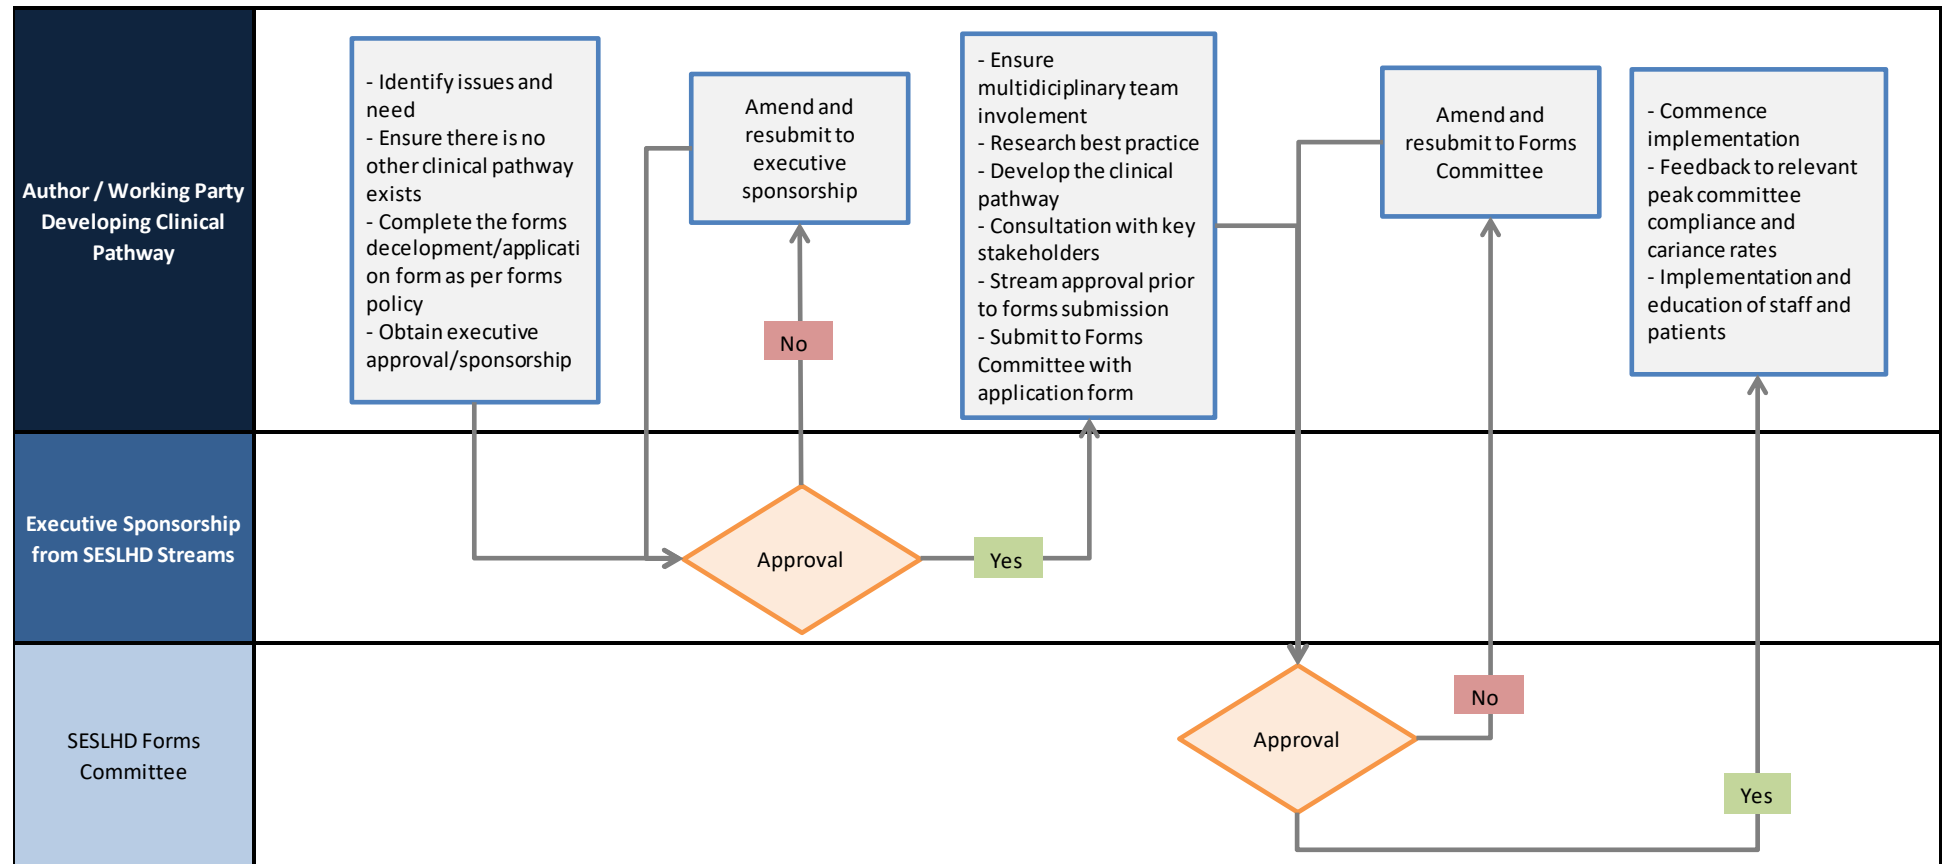 Author / Working Party
Developing Clinical
Pathway
- Identify issues and
need
- Ensure there is no
other clinical pathway
exists
- Complete the forms
decelopment/applicati
on form as per forms
policy
- Obtain executive
approval/sponsorship
Amend and
resubmit to
executive
sponsorship
No
- Ensure
multidiciplinary team
involement
- Research best practice
- Develop the clinical
pathway
- Consultation with key
stakeholders
- Stream approval prior
to forms submission
- Submit to Forms
Committee with
application form
Amend and
resubmit to Forms
Committee
- Commence
implementation
- Feedback to relevant
peak committee
compliance and
cariance rates
- Implementation and
education of staff and
patients
Executive Sponsorship
from SESLHD Streams
Approval
Yes
SESLHD Forms
Committee
Approval
No
Yes